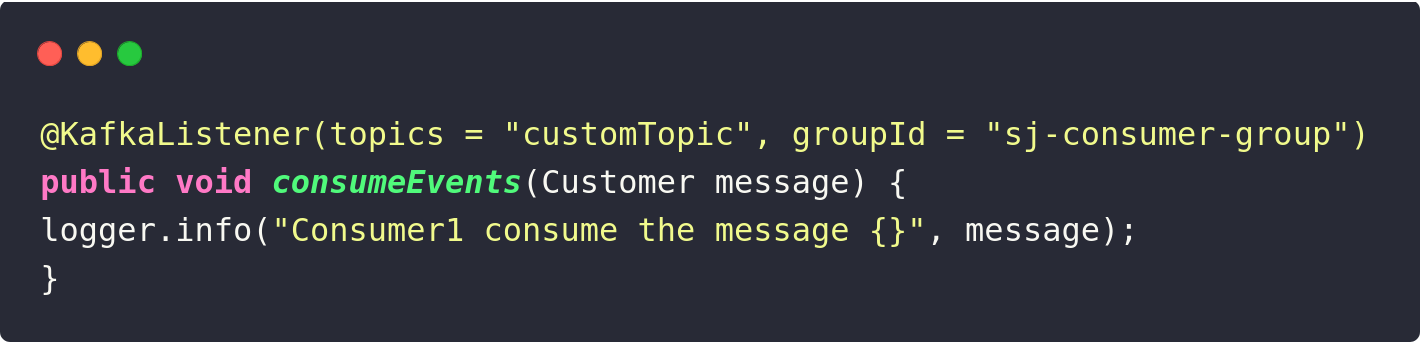 @KafkaListener(topics = "customTopic", groupId = "sj-consumer-group")
public void consumeEvents(Customer message) {
logger.info("Consumer1 consume the message {}", message);
}